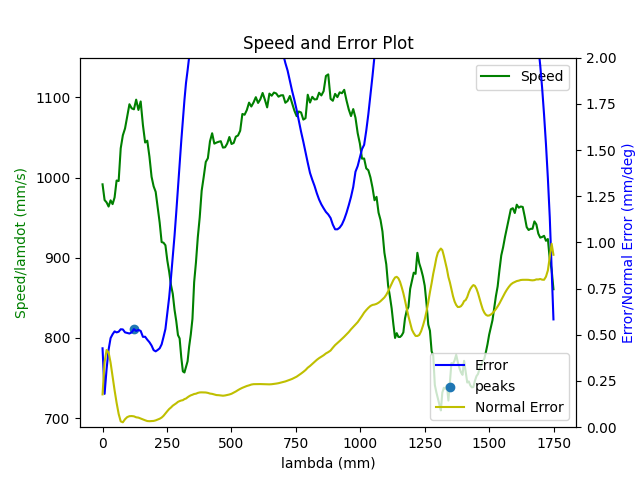 Speed and Error Plot
Speed/lamdot (mm/s)
1100
1000
900
800
700
Speed
2.00
1.75
1.50
1.25
1.00
0.75
0.50
0.25
0.00
Error/Normal Error (mm/deg)
Error
peaks
Normal Error
0
250
500
750
1000
1250
1500
1750
lambda (mm)